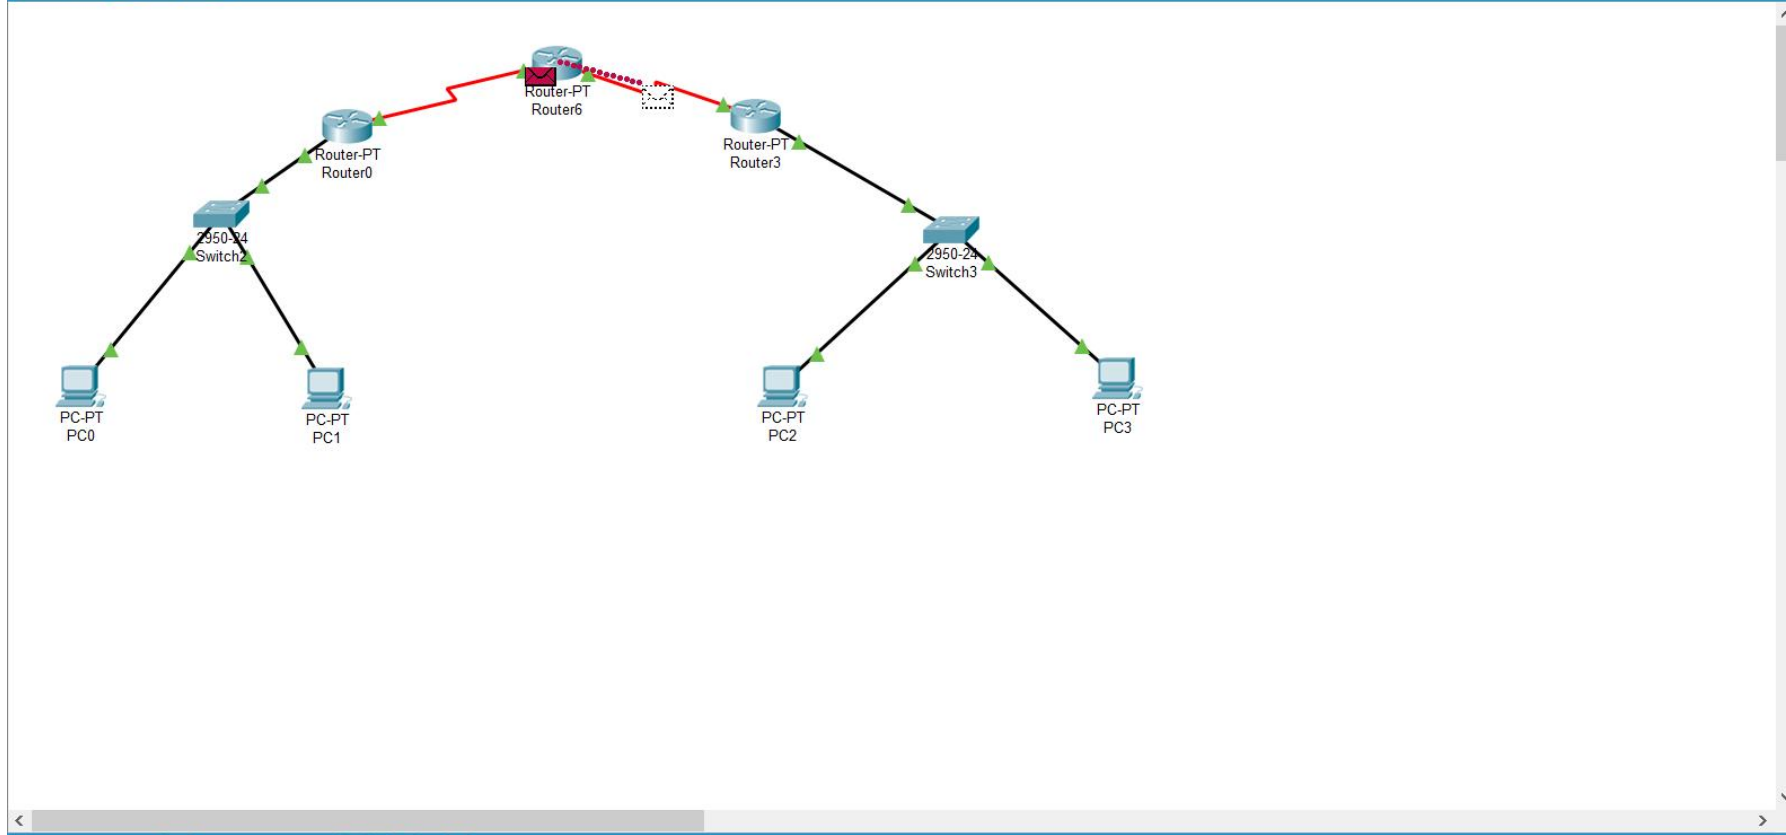 Router-PT
Router6
Router-PT
Router0
Router-PT
Router3
2950-24
Switch2
2950-24
Switch3
PC-PT
PC0
PC-PT
PC1
PC-PT
PC2
PC-PT
PC3